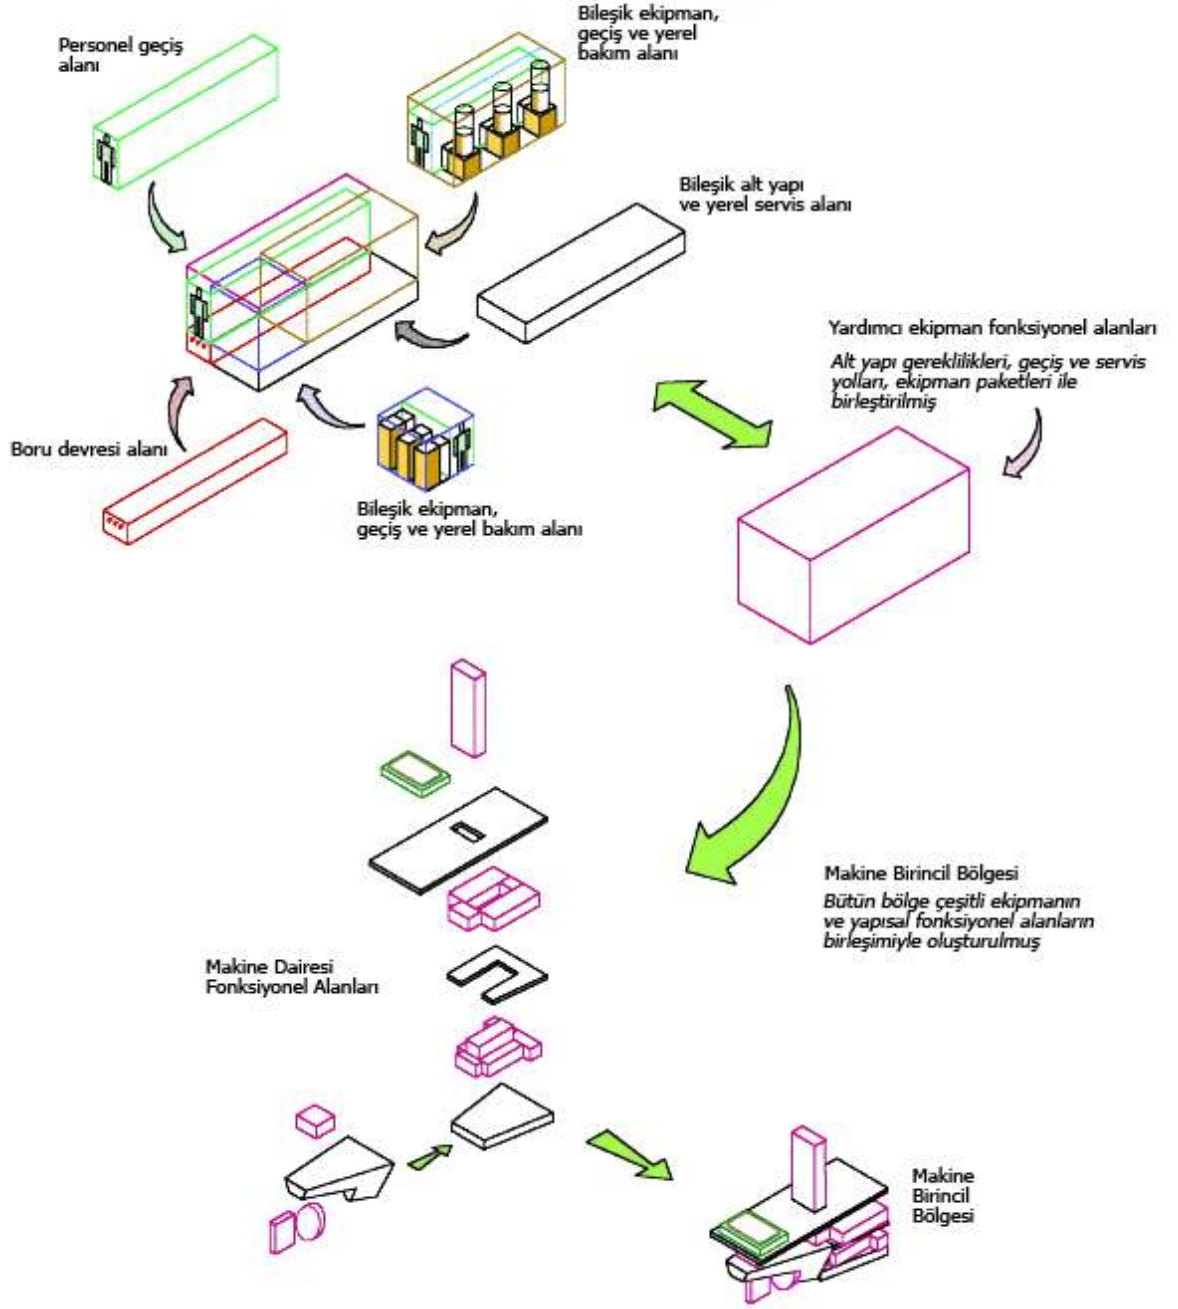 Bileşik ekipman,
geçiş ve yerel
bakım alanı
Personel geçiş
alanı
Bileşik alt yapı
ve yerel servis alanı
Yardımcı ekipman fonksiyonel alanları
Alt yapı gereklilikleri, geçiş ve servis
yolları, ekipman paketleri ile
birleştirilmiş
Boru devresi alanı
Bileşik ekipman,
geçiş ve yerel bakım alanı
Makine Birincil Bölgesi
Bütün bölge çeşitli ekipmanın
ve yapısal fonksiyonel alanların
birleşimiyle oluşturulmuş
Makine Dairesi
Fonksiyonel Alanları
Makine
Birincil
Bölgesi